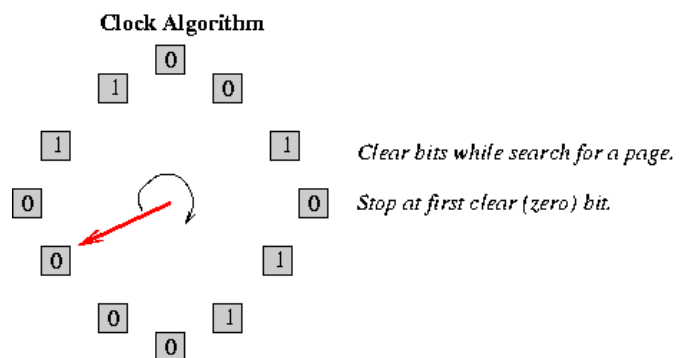 Clock Algorithm
0
1 0
1 1
Clear bits while search for a page.
0 0
Stop at first clear (zero) bit.
0 1
0 1
0